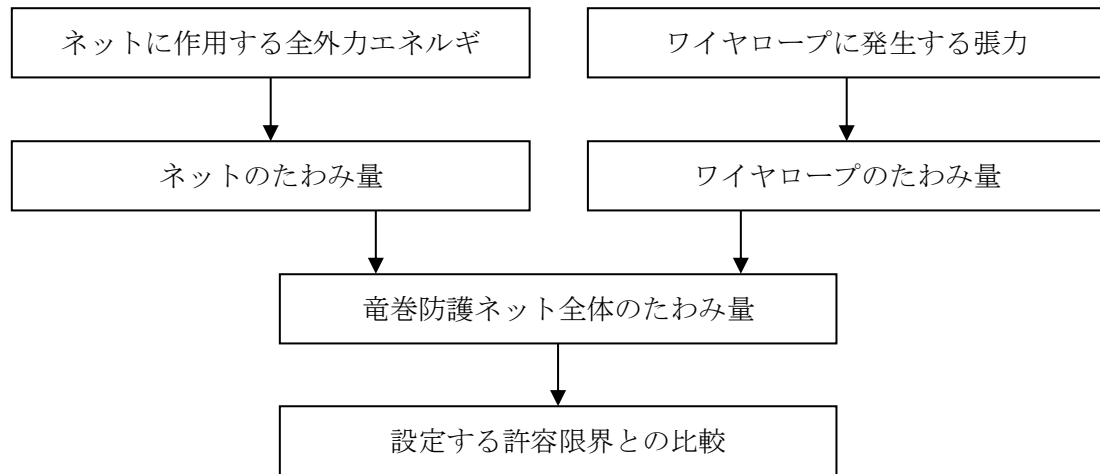 ネットに作用する全外力エネルギ
ワイヤロープに発生する張力
ネットのたわみ量
ワイヤロープのたわみ量
竜巻防護ネット全体のたわみ量
設定する許容限界との比較